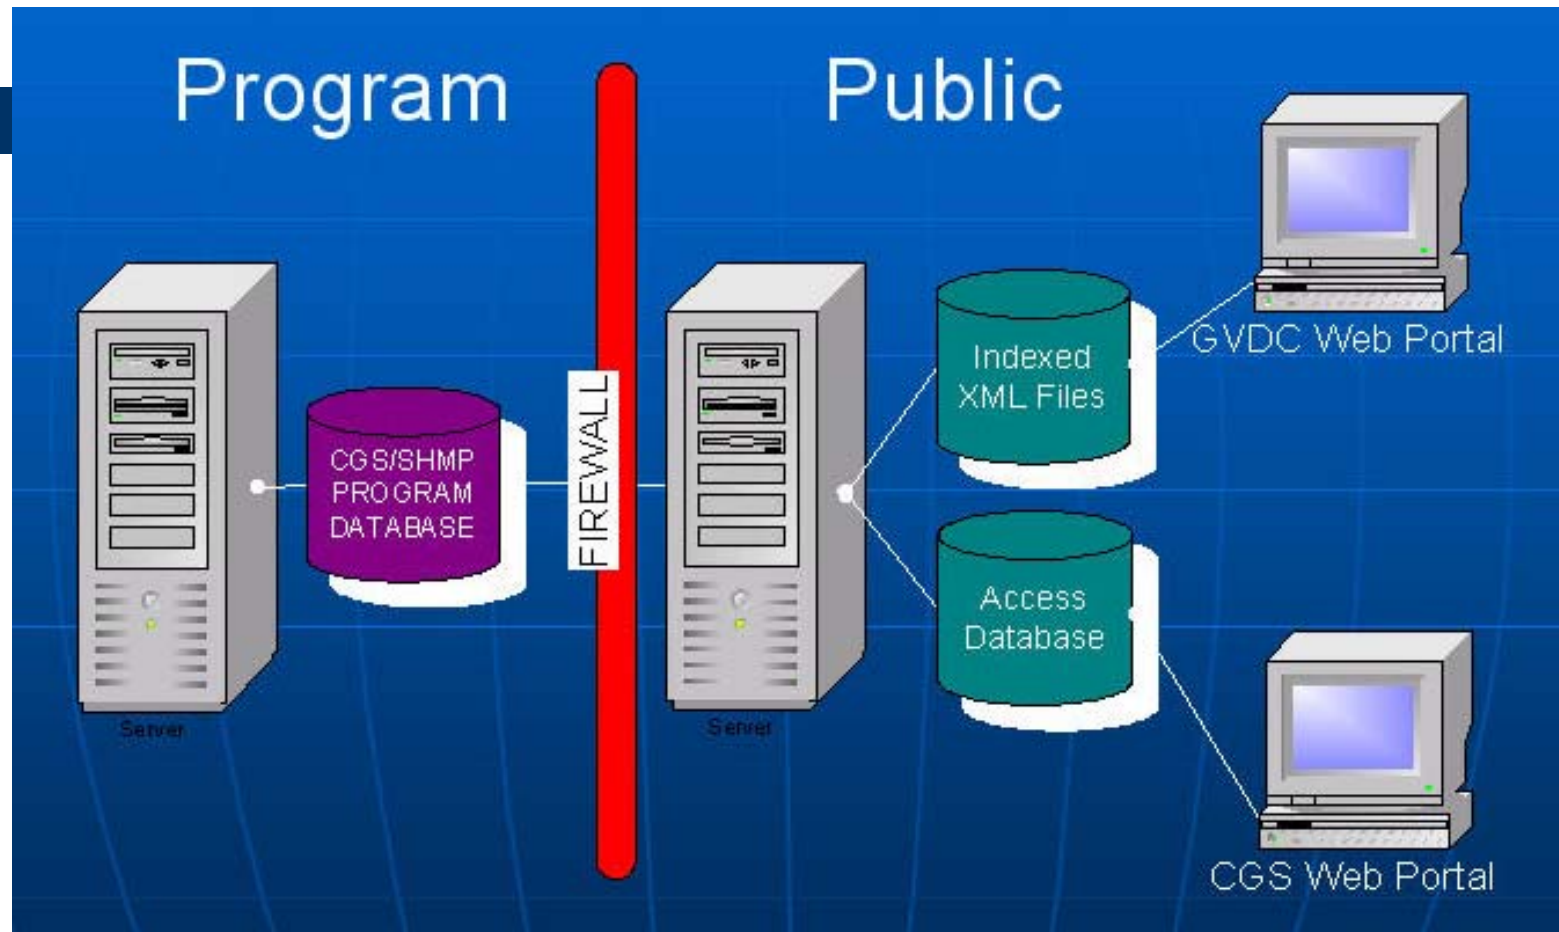 Program
Public
CGS/SHMP
PROGRAM
DATABASE
Server
FIREWALL
Server
Indexed
XML Files
GVDC Web Portal
Access
Database
CGS Web Portal